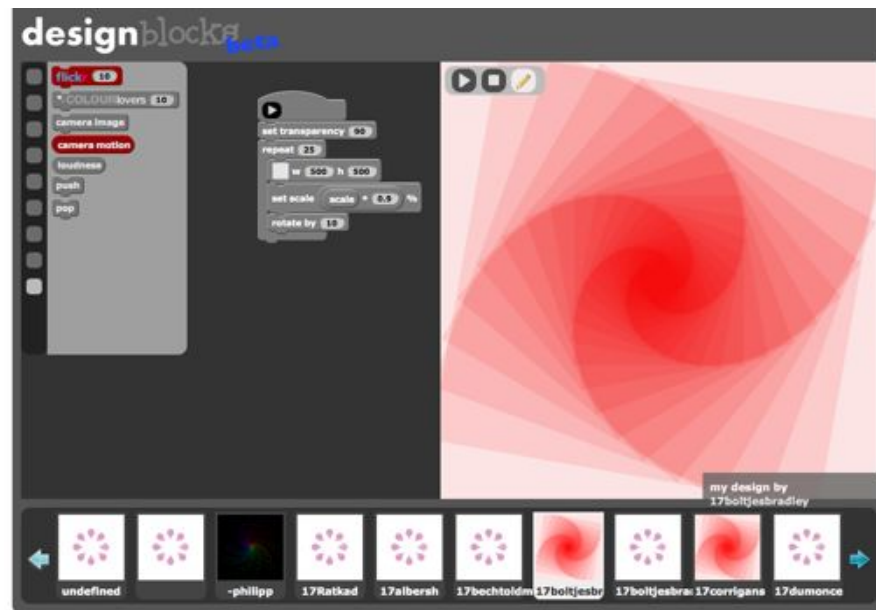 designblocks
beta
flickr 10
COLOURlovers 10
camera image
camera motion
loudness
push
pop
set transparency 90
repeat 25
w 500 h 500
set scale scale * 0.9 %
rotate by 10
my design by
17boltjesbradley
undefined
-philipp
17Ratkad
17albersh
17bechtoldm
17boltjesbr
17boltjesbra
17corrigans
17dumonce